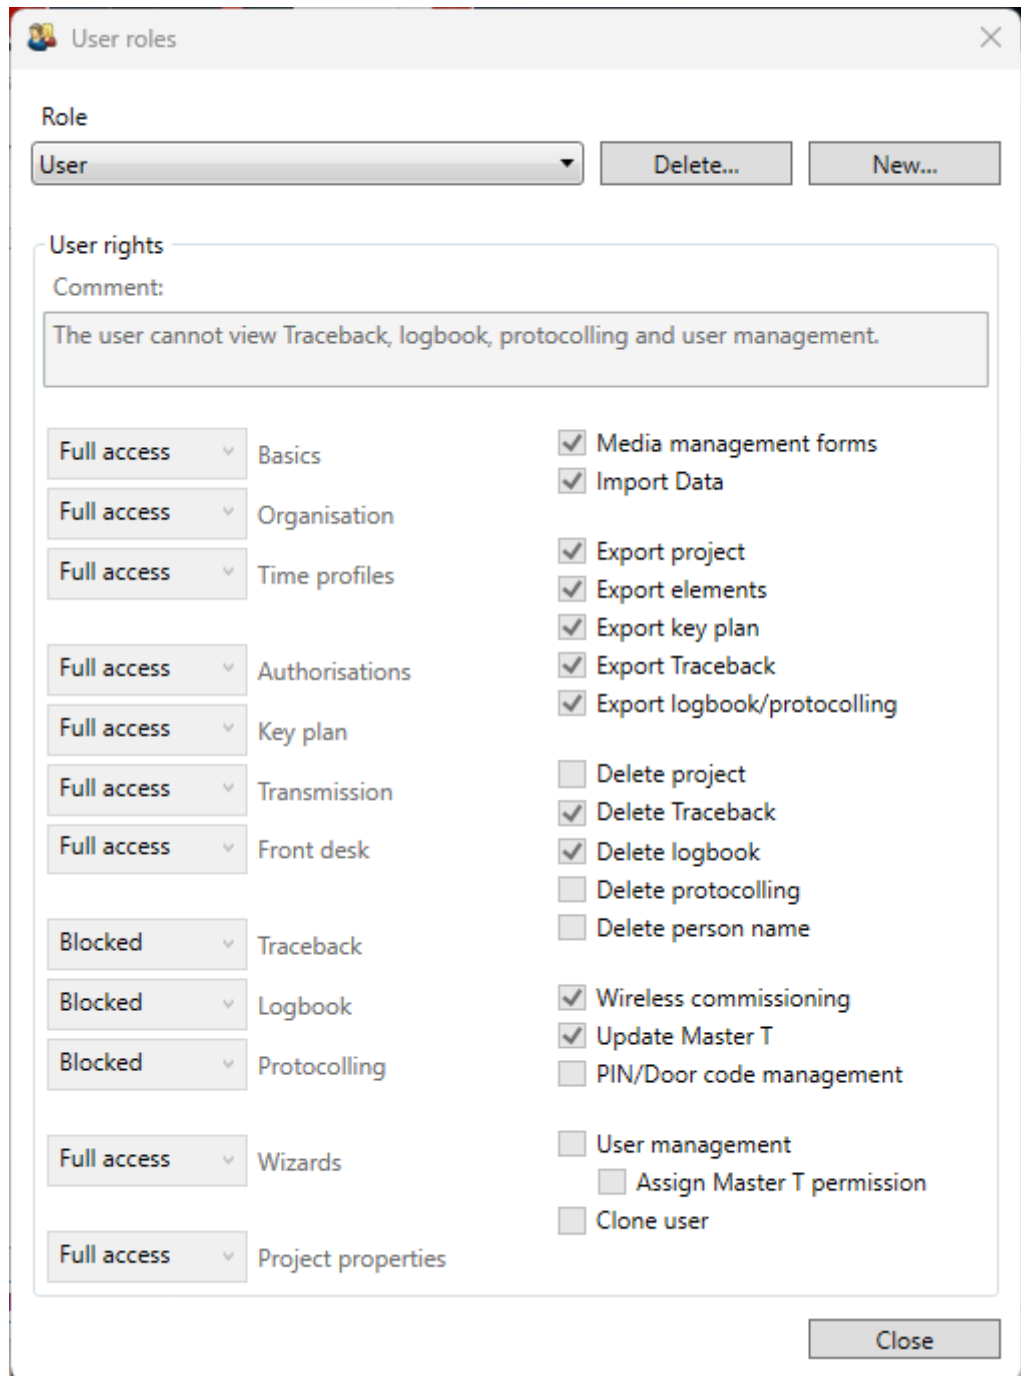 User roles
Role
User
Delete...
New...
User rights
Comment:
The user cannot view Traceback, logbook, protocolling and user management.
Full access Basics
Full access Organisation
Full access Time profiles
Full access Authorisations
Full access Key plan
Full access Transmission
Full access Front desk
Blocked Traceback
Blocked Logbook
Blocked Protocolling
Full access Wizards
Full access Project properties
Media management forms
Import Data
Export project
Export elements
Export key plan
Export Traceback
Export logbook/protocolling
Delete project
Delete Traceback
Delete logbook
Delete protocolling
Delete person name
Wireless commissioning
Update Master T
PIN/Door code management
User management
Assign Master T permission
Clone user
Close